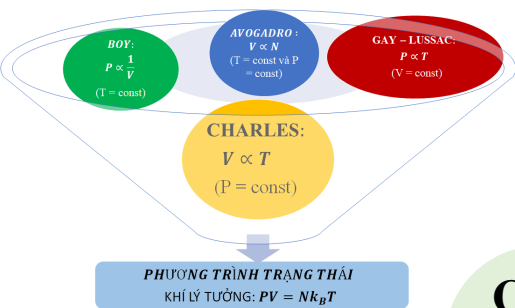 BOY:
P ∝ 1/V
(T = const)
AVOGADRO :
V ∝ N
(T = const và P
= const)
GAY – LUSSAC:
P ∝ T
(V = const)
CHARLES:
V ∝ T
(P = const)
PHƯƠNG TRÌNH TRẠNG THÁI
KHÍ LÝ TƯỞNG: PV = Nk_BT